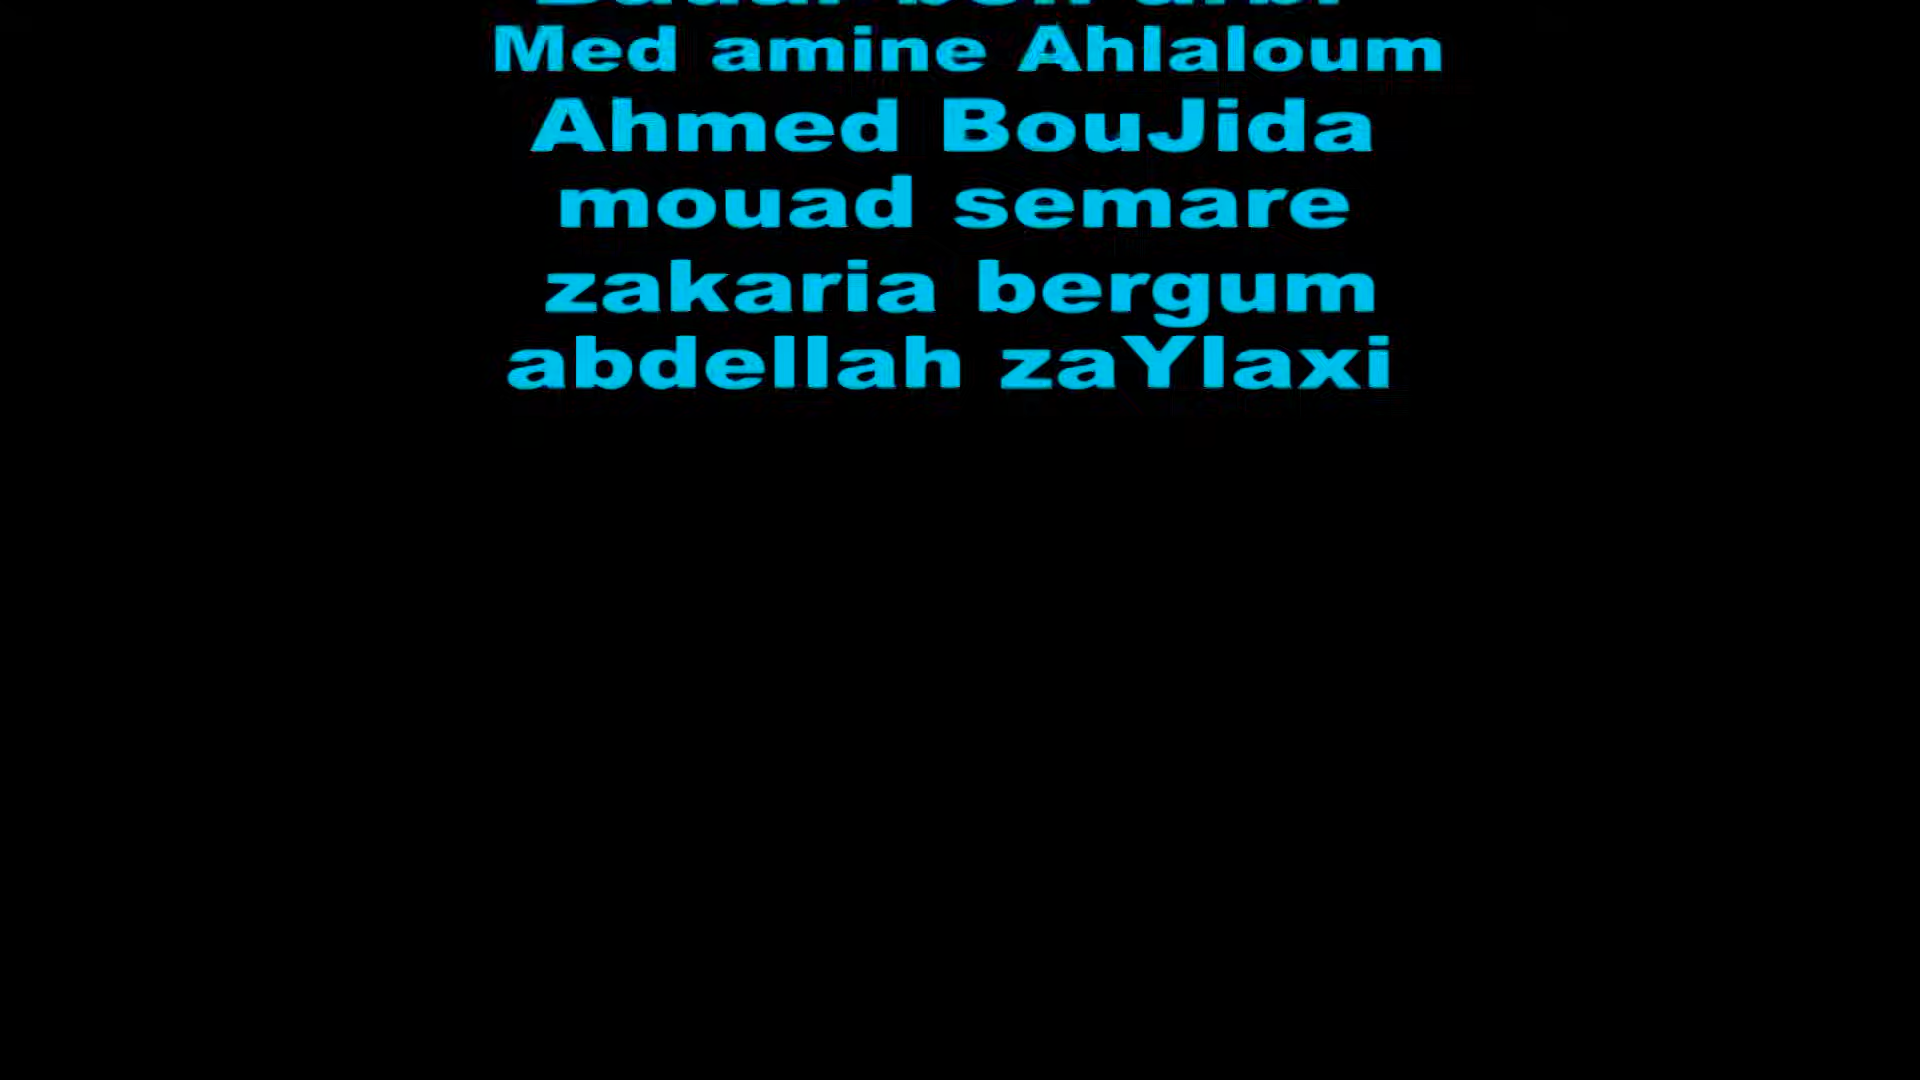 Med amine Ahlaloum
Ahmed BouJida
mouad semare
zakaria bergum
abdellah zaYlaxi